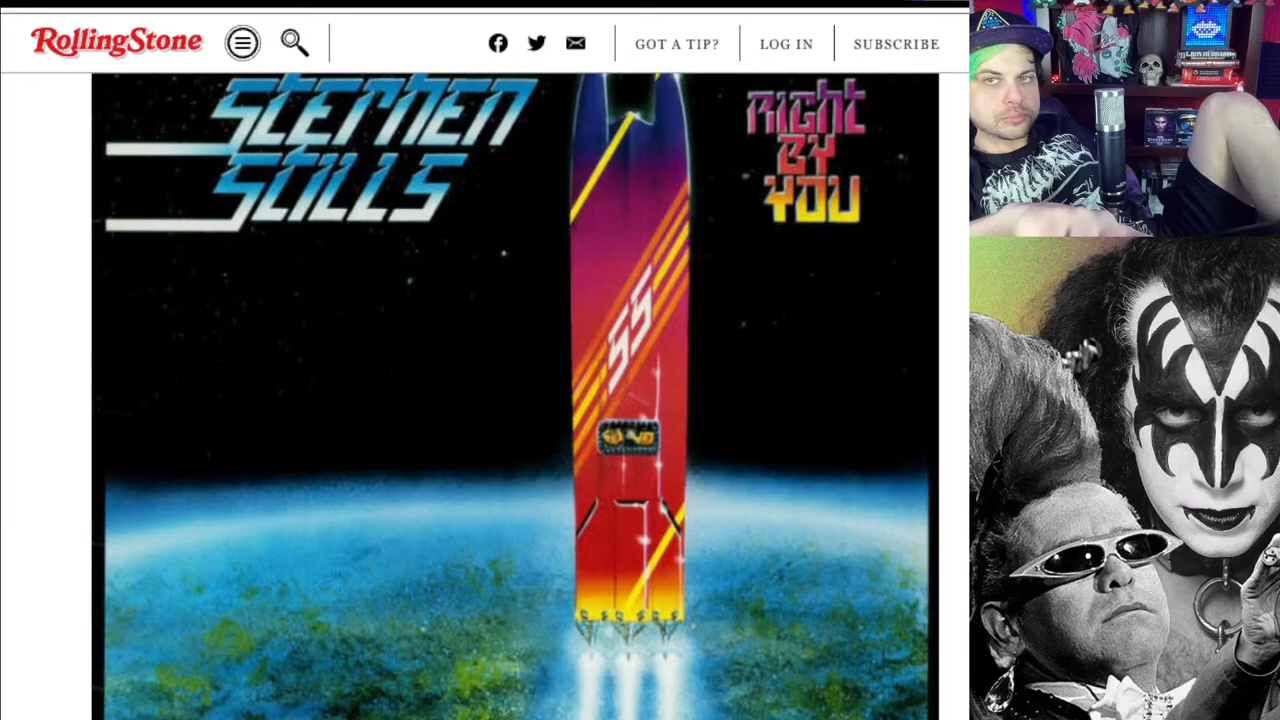 RollingStone
GOT A TIP?
LOG IN
SUBSCRIBE
STEPHEN
STILLS
RIGHT
BY
YOU
SS